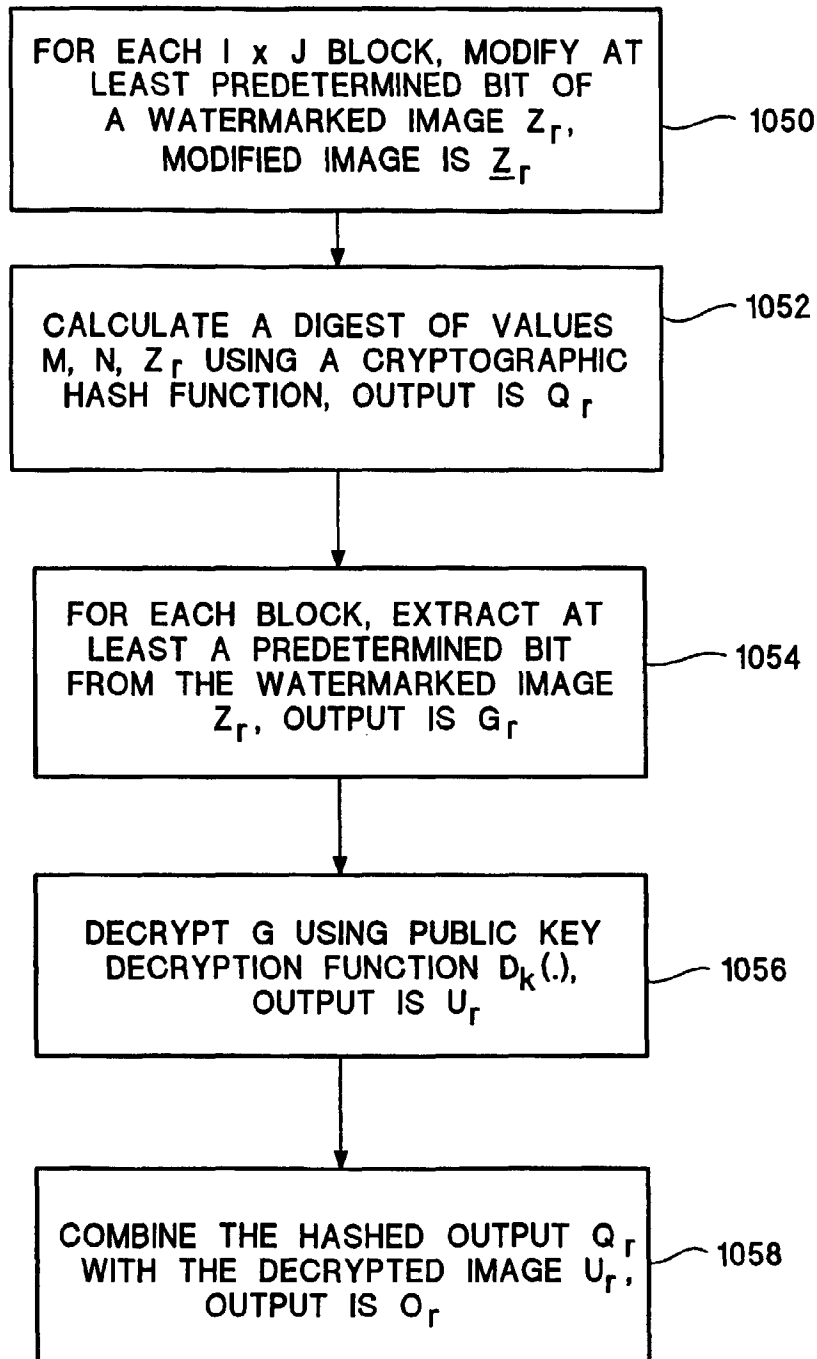 FOR EACH I x J BLOCK, MODIFY AT
LEAST PREDETERMINED BIT OF
A WATERMARKED IMAGE Zr,
MODIFIED IMAGE IS Zr
1050
CALCULATE A DIGEST OF VALUES
M, N, Zr USING A CRYPTOGRAPHIC
HASH FUNCTION, OUTPUT IS Qr
1052
FOR EACH BLOCK, EXTRACT AT
LEAST A PREDETERMINED BIT
FROM THE WATERMARKED IMAGE
Zr, OUTPUT IS Gr
1054
DECRYPT G USING PUBLIC KEY
DECRYPTION FUNCTION Dk(.),
OUTPUT IS Ur
1056
COMBINE THE HASHED OUTPUT Qr
WITH THE DECRYPTED IMAGE Ur,
OUTPUT IS Or
1058